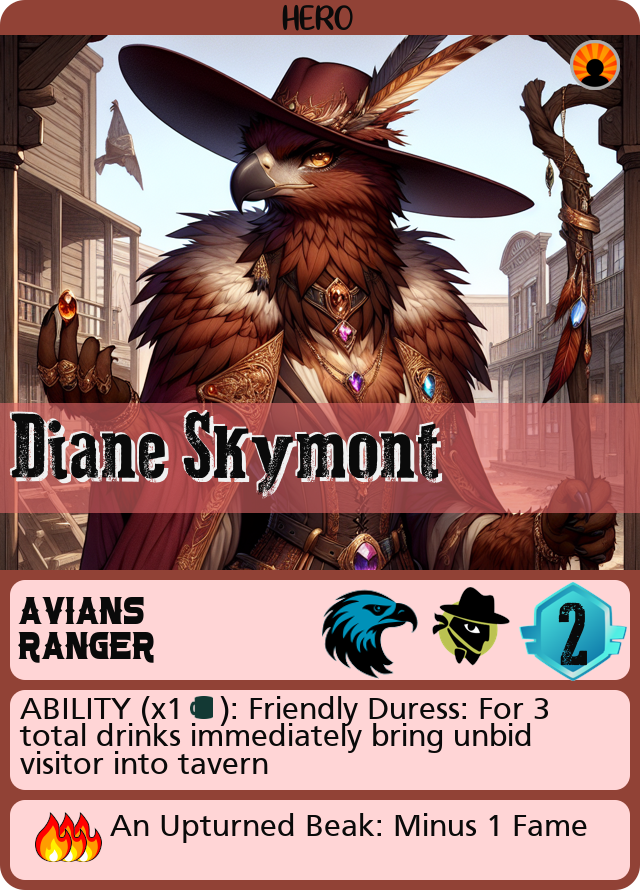 HERO
Diane Skymont
AVIANS
RANGER
2
ABILITY (x1 ): Friendly Duress: For 3
total drinks immediately bring unbid
visitor into tavern
An Upturned Beak: Minus 1 Fame